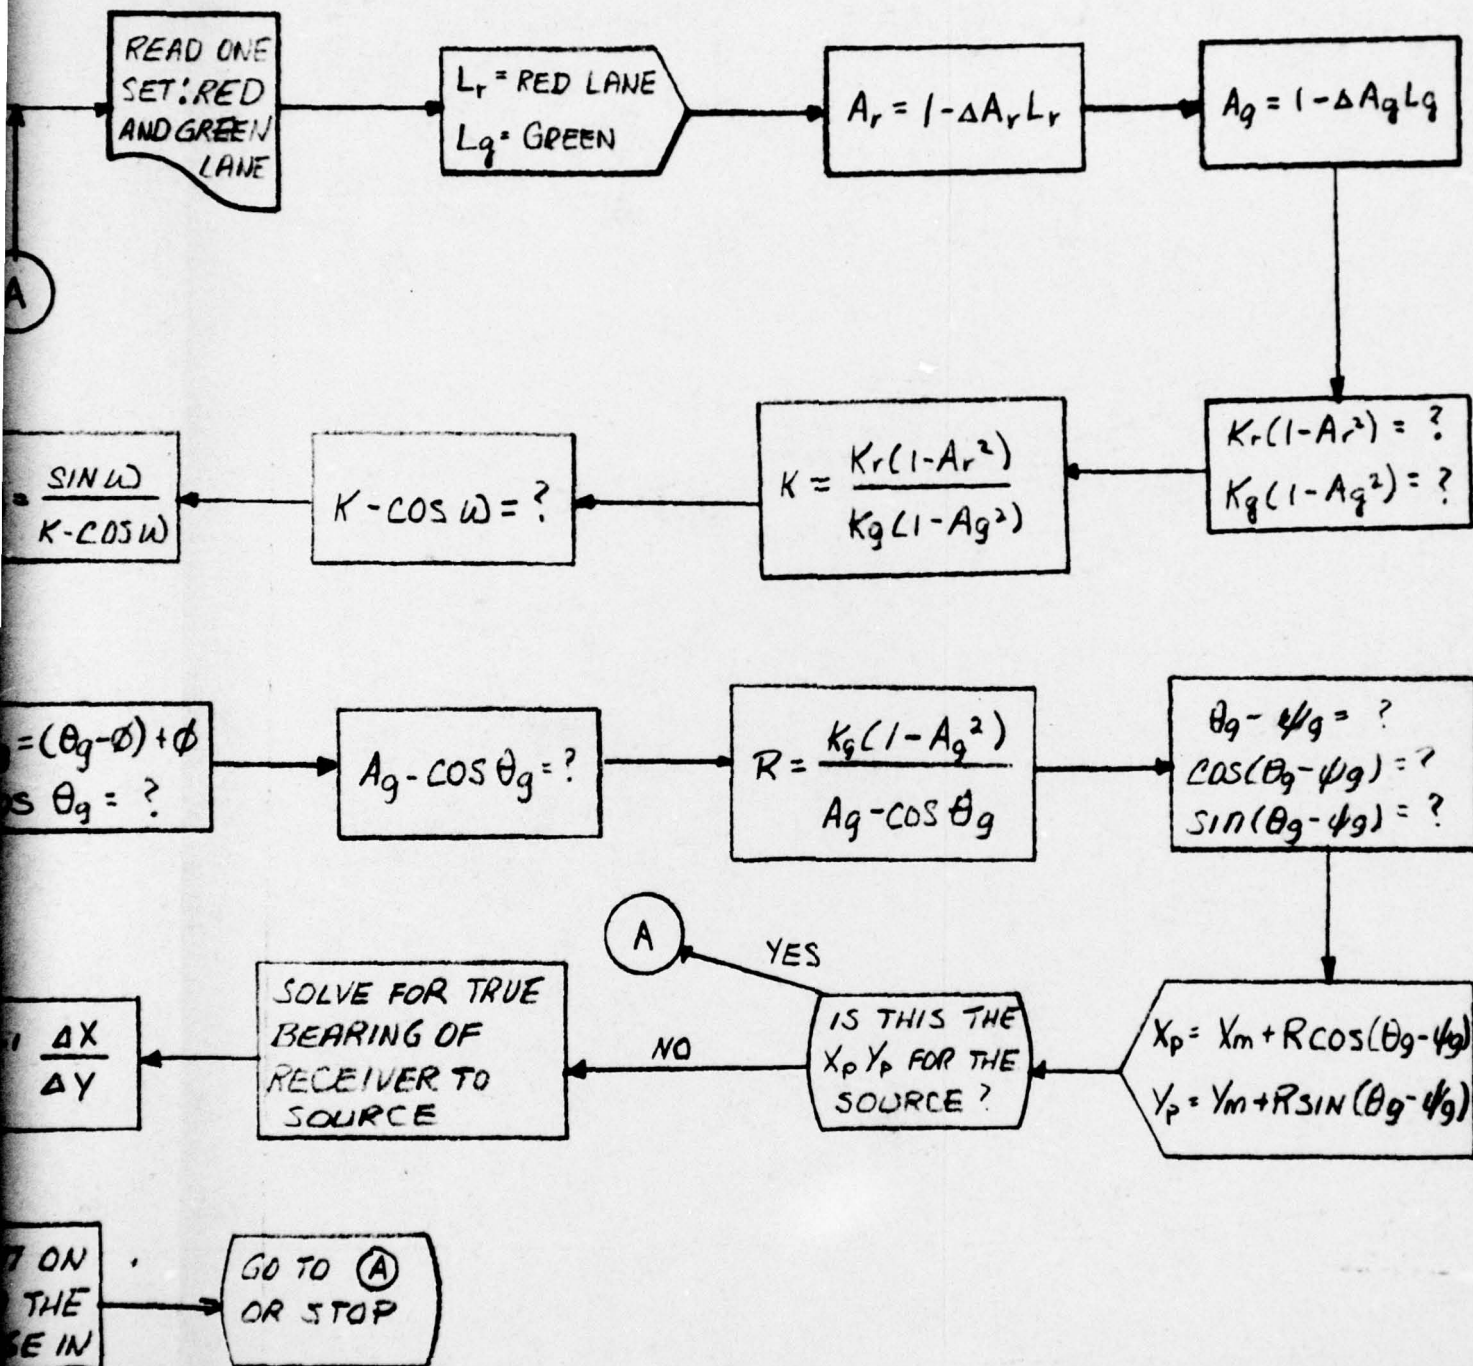 READ ONE
SET: RED
AND GREEN
LANE
Lr = RED LANE
Lg = GREEN
Ar = 1-ΔArLr
Ag = 1-ΔAgLg
A
Kr(1-Ar²) = ?
Kg(1-Ag²) = ?
K = Kr(1-Ar²)
Kg(1-Ag²)
K-COS ω = ?
= SIN ω
K-COS ω
= (θg-φ)+φ
θg = ?
Ag-COS θg = ?
R = Kg(1-Ag²)
Ag-COS θg
θg-ψg = ?
COS(θg-ψg) = ?
SIN(θg-ψg) = ?
Xp = Xm+RCOS(θg-ψg)
Yp = Ym+RSIN(θg-ψg)
IS THIS THE
Xp Yp FOR THE
SOURCE?
YES
A
NO
SOLVE FOR TRUE
BEARING OF
RECEIVER TO
SOURCE
ΔX
ΔY
ON
THE
IN
GO TO A
OR STOP